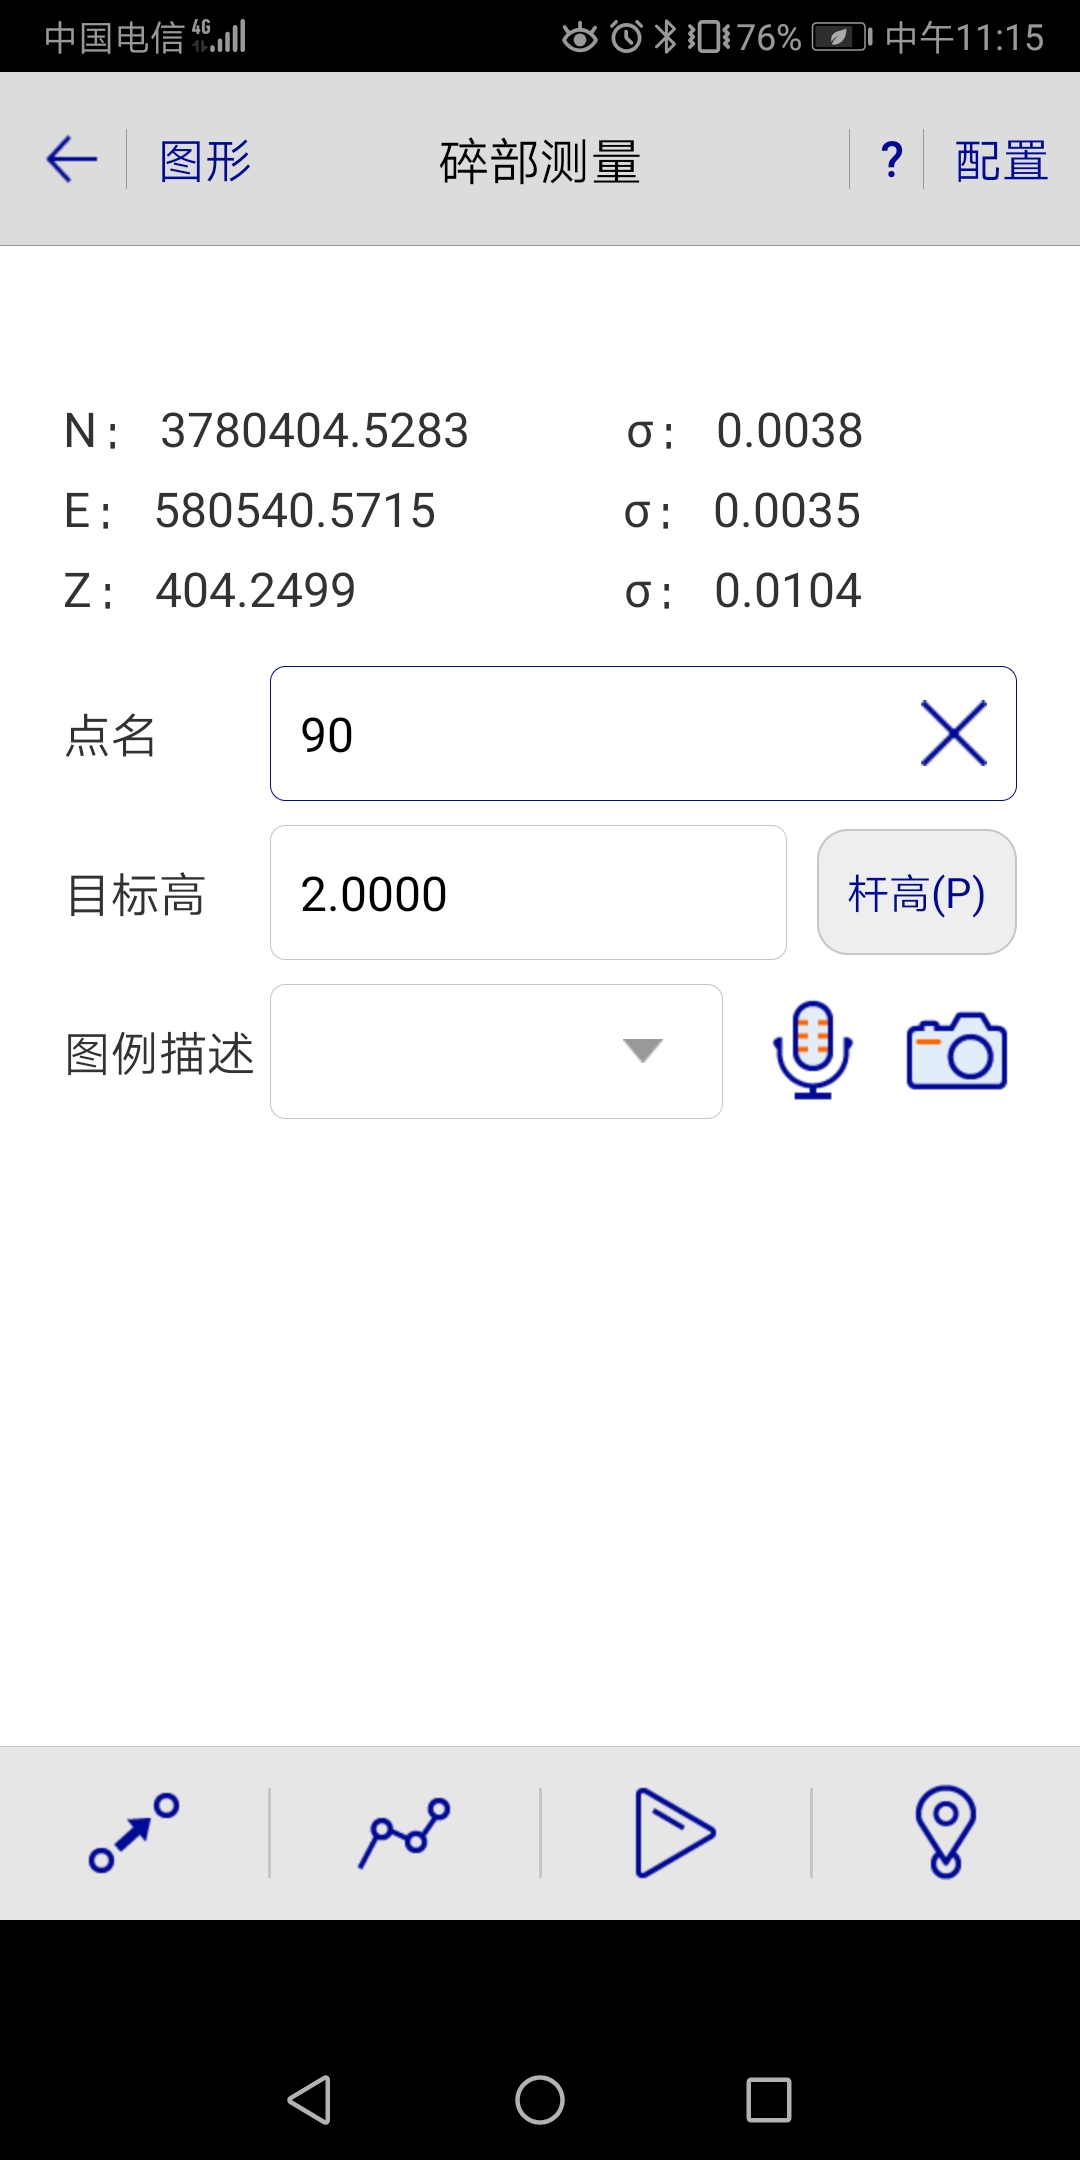 中国电信 4G 76% 中午11:15
图形 碎部测量 ? 配置
N: 3780404.5283 σ: 0.0038
E: 580540.5715 σ: 0.0035
Z: 404.2499 σ: 0.0104
点名 90
目标高 2.0000 杆高(P)
图例描述